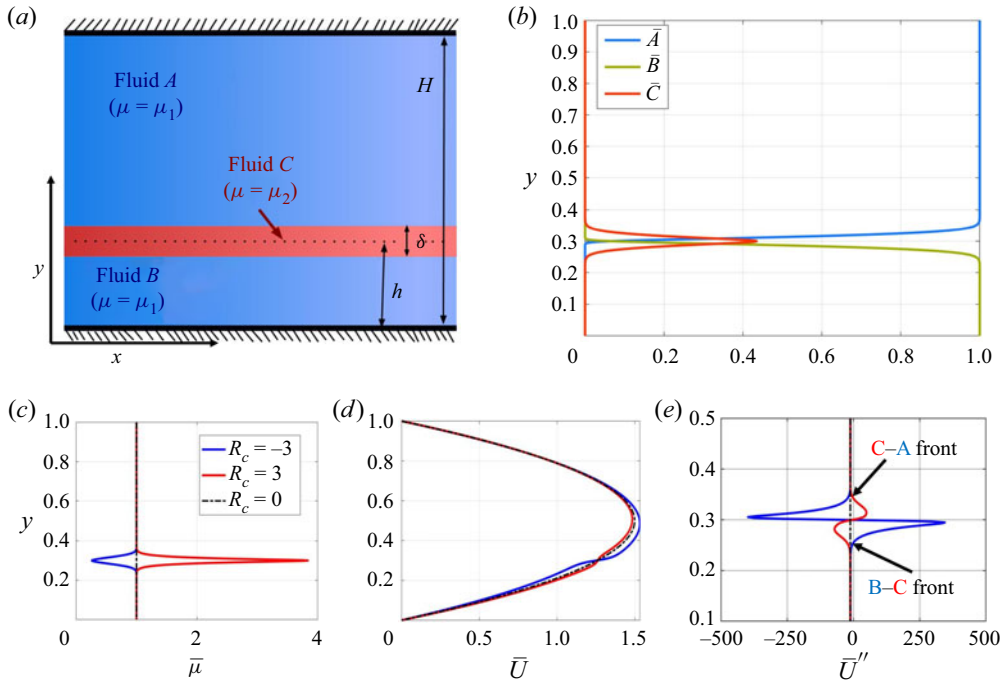 (a)
Fluid A
(μ = μ1)
H
Fluid C
(μ = μ2)
δ
y
Fluid B
(μ = μ1)
h
x
(b)
1.0
0.9
0.8
0.7
0.6
y
0.5
0.4
0.3
0.2
0.1
0 0.2 0.4 0.6 0.8 1.0
Ā
B̄
C̄
(c)
1.0
0.8
0.6
y
0.4
0.2
0 2 4
μ̄
Rc = –3
Rc = 3
Rc = 0
(d)
1.0
0.8
0.6
0.4
0.2
0 0.5 1.0 1.5
Ū
(e)
0.5
0.4
0.3
0.2
0.1
–500 –250 0 250 500
Ū″
C–A front
B–C front